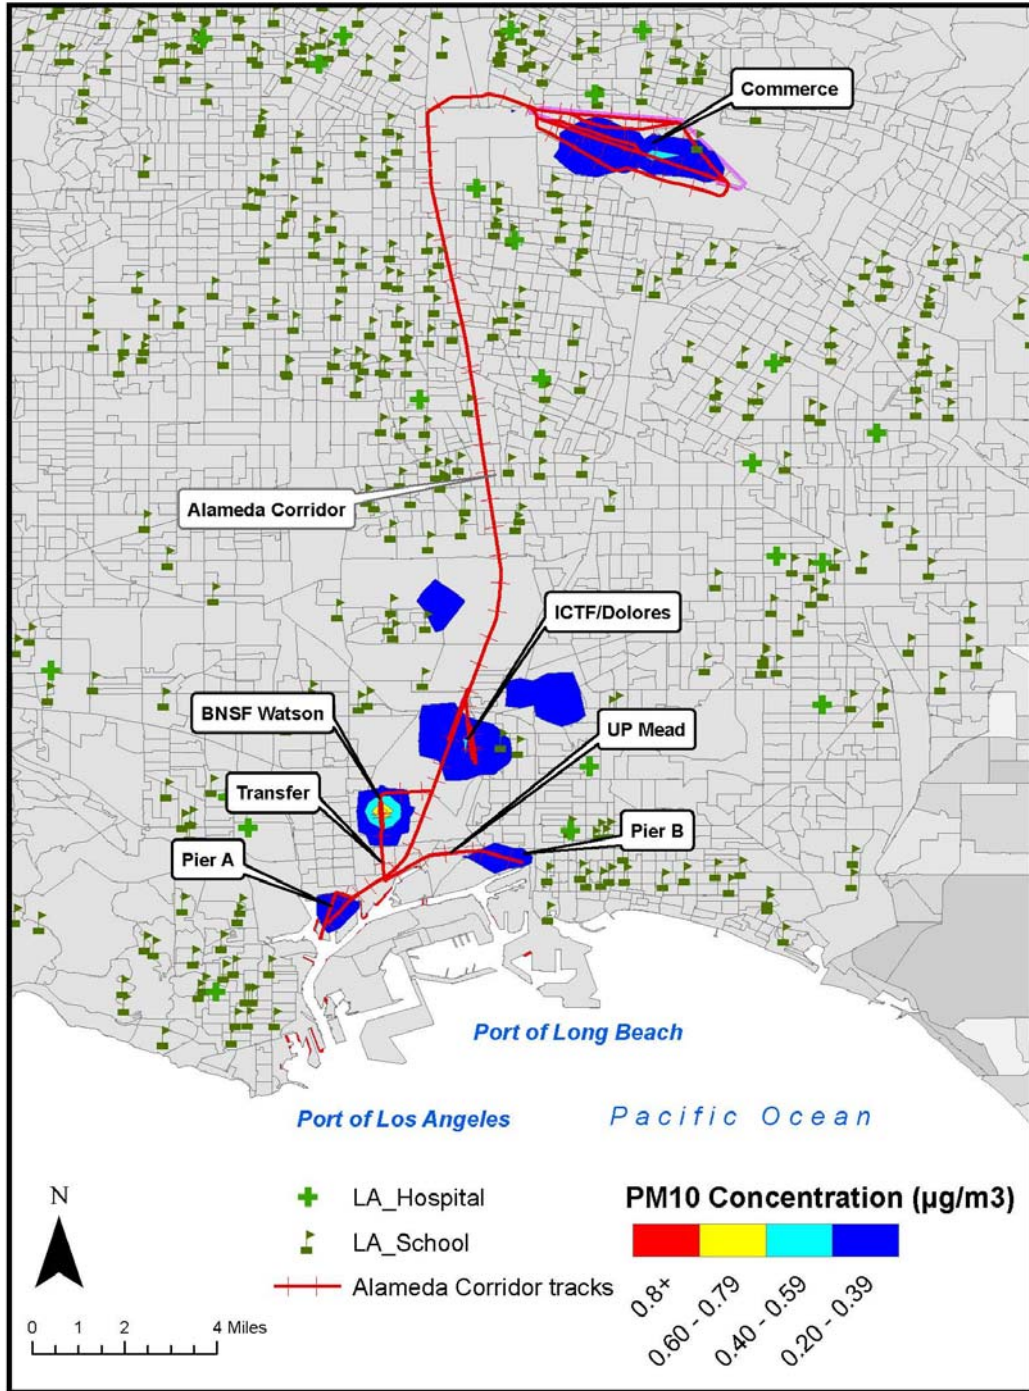 Commerce
Alameda Corridor
ICTF/Dolores
BNSF Watson
UP Mead
Transfer
Pier B
Pier A
Port of Long Beach
Port of Los Angeles
Pacific Ocean
N
LA_Hospital
LA_School
Alameda Corridor tracks
0 1 2 4 Miles
PM10 Concentration (µg/m3)
0.8+
0.60 - 0.79
0.40 - 0.59
0.20 - 0.39